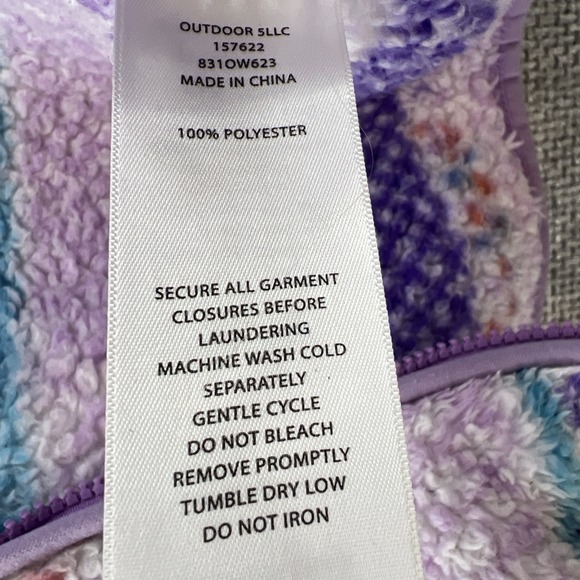 OUTDOOR 5LLC
157622
831OW623
MADE IN CHINA
100% POLYESTER
SECURE ALL GARMENT
CLOSURES BEFORE
LAUNDERING
MACHINE WASH COLD
SEPARATELY
GENTLE CYCLE
DO NOT BLEACH
REMOVE PROMPTLY
TUMBLE DRY LOW
DO NOT IRON